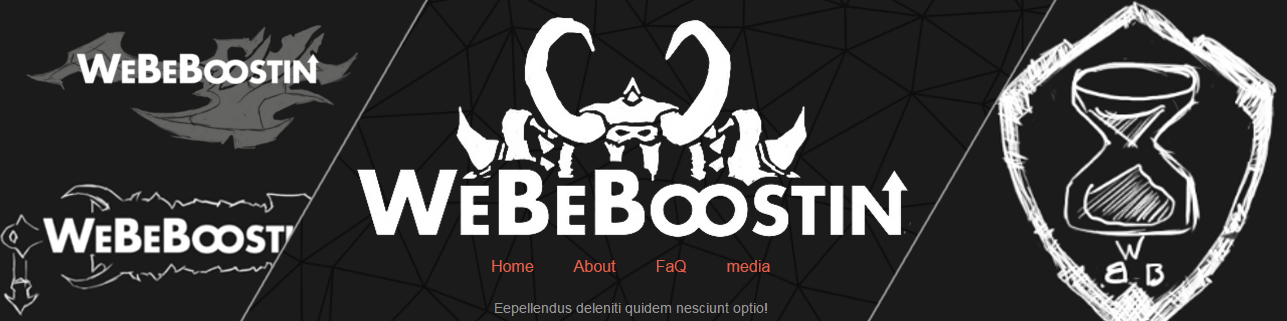 WEBEBOOSTIN
WEBEBOOSTI
WEBEBOOSTIN
Home About FaQ media
Eepellendus deleniti quidem nesciunt optio!
W
B B